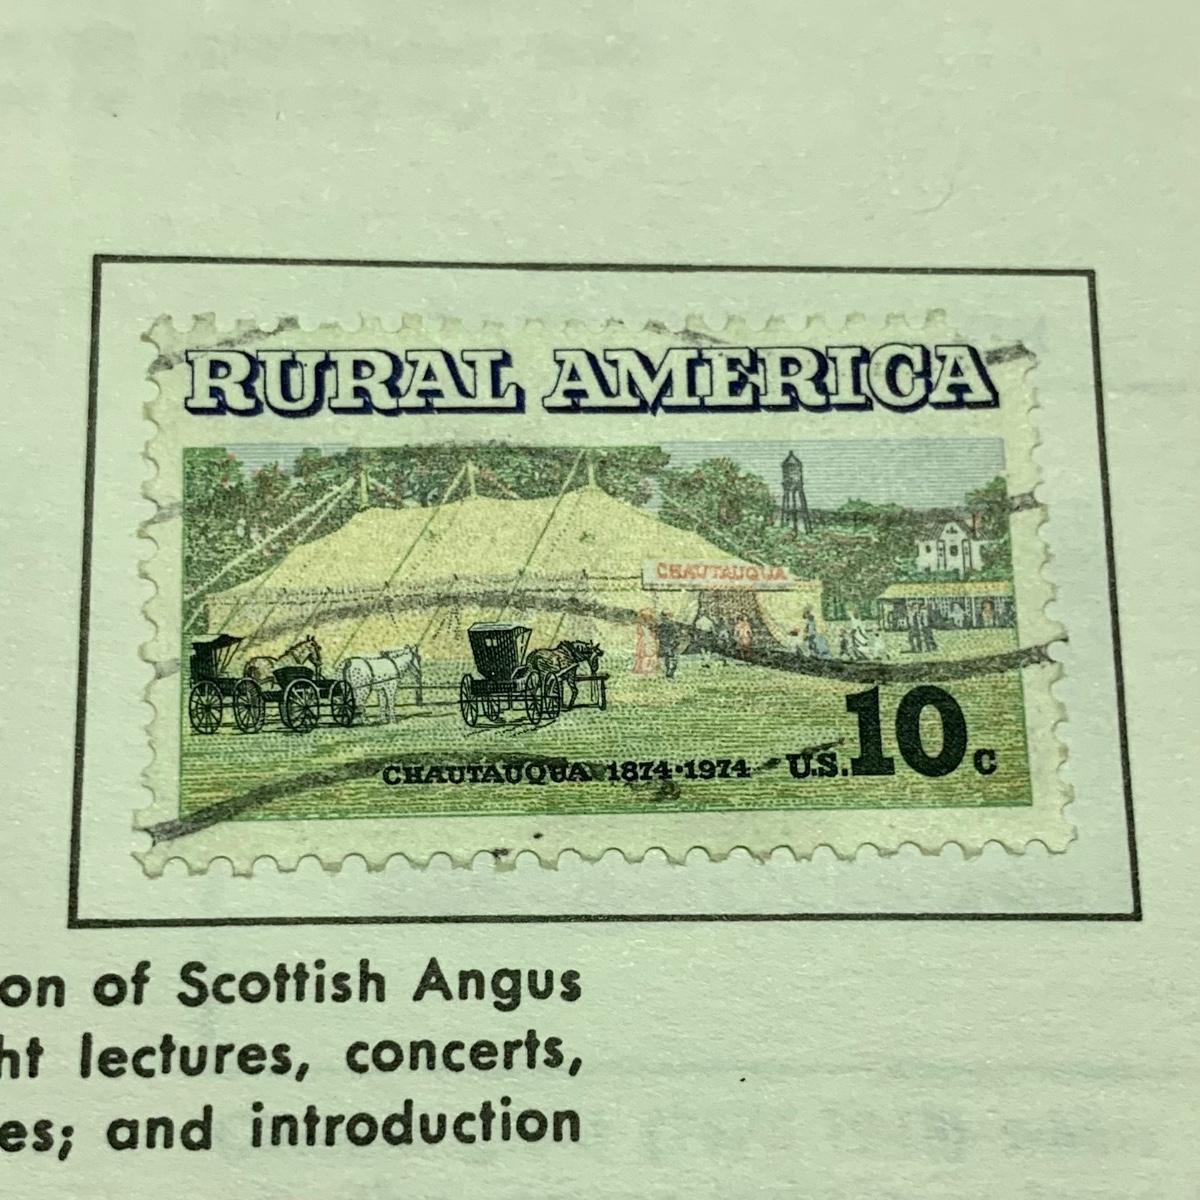 RURAL AMERICA
CHAUTAUQUA
CHAUTAUQUA 1874•1974 U.S. 10c
on of Scottish Angus
ht lectures, concerts,
es; and introduction